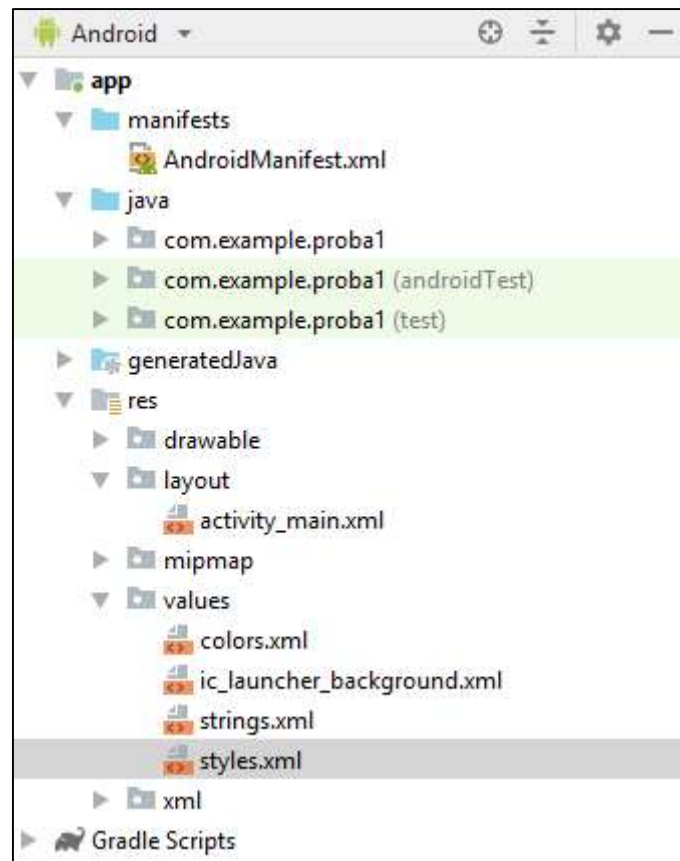 Android
app
manifests
AndroidManifest.xml
java
com.example.proba1
com.example.proba1 (androidTest)
com.example.proba1 (test)
generatedJava
res
drawable
layout
activity_main.xml
mipmap
values
colors.xml
ic_launcher_background.xml
strings.xml
styles.xml
xml
Gradle Scripts